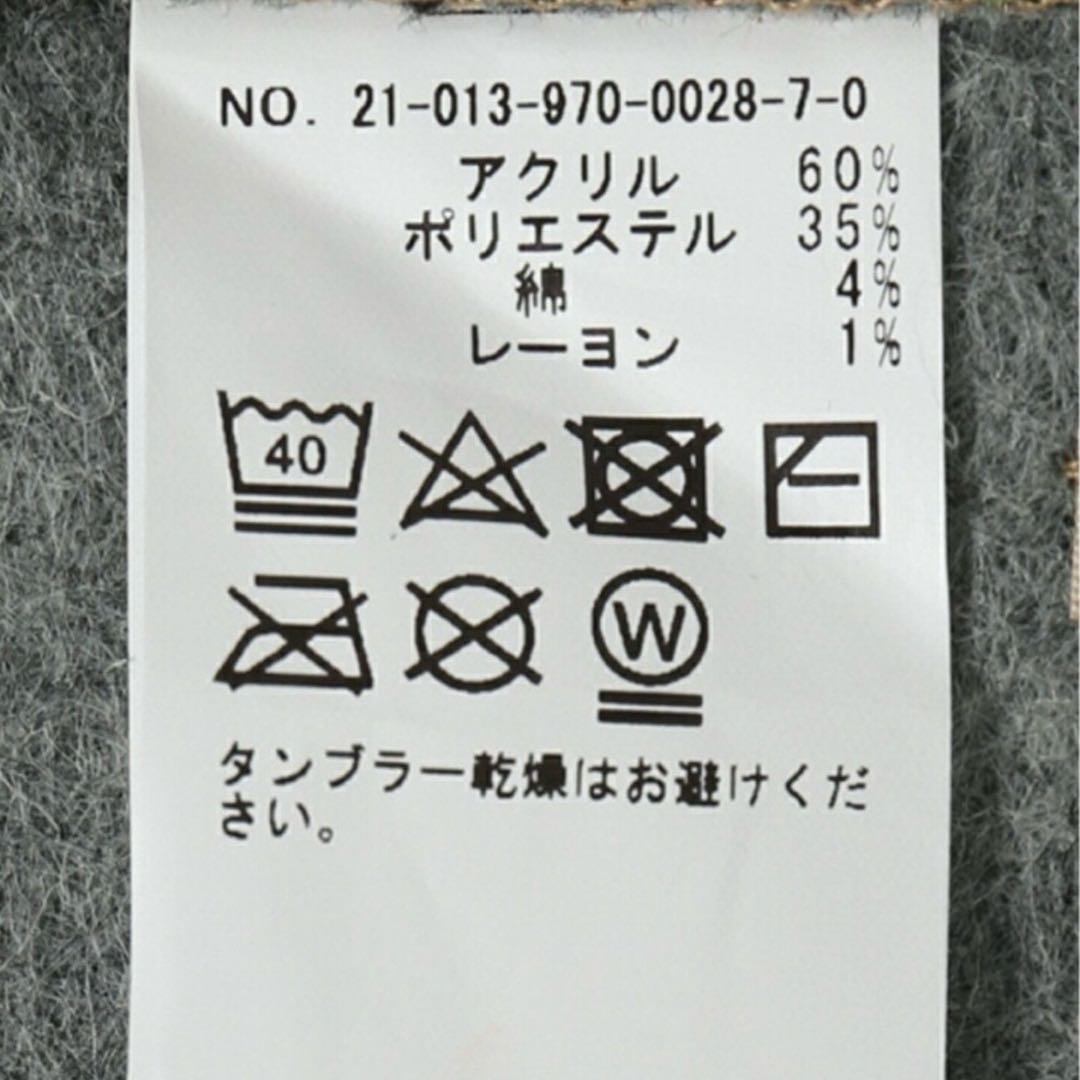 NO. 21-013-970-0028-7-0
アクリル 60%
ポリエステル 35%
綿 4%
レーヨン 1%
40
W
タンブラー乾燥はお避けくだ
さい。